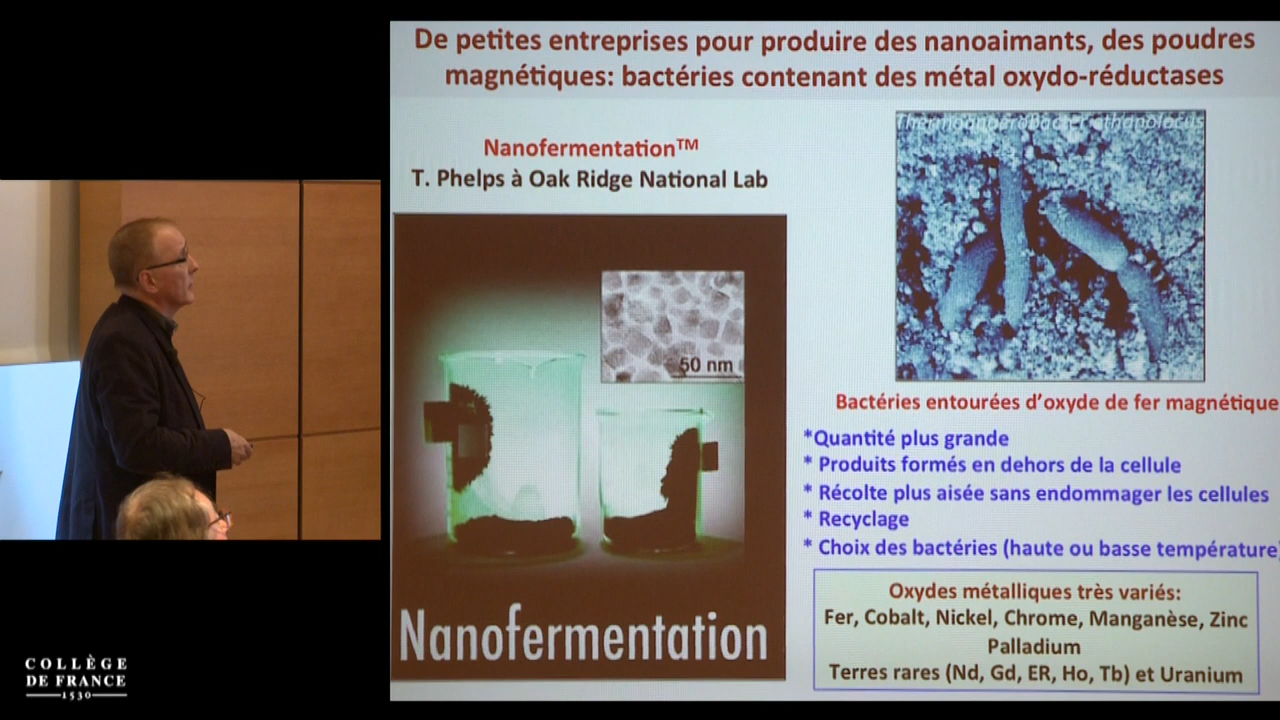 De petites entreprises pour produire des nanoaimants, des poudres
magnétiques: bactéries contenant des métal oxydo-réductases
Nanofermentation™
T. Phelps à Oak Ridge National Lab
50 nm
Nanofermentation
Thermoanaerobacter ethanolocus
Bactéries entourées d'oxyde de fer magnétique
*Quantité plus grande
* Produits formés en dehors de la cellule
* Récolte plus aisée sans endommager les cellules
* Recyclage
* Choix des bactéries (haute ou basse température)
Oxydes métalliques très variés:
Fer, Cobalt, Nickel, Chrome, Manganèse, Zinc
Palladium
Terres rares (Nd, Gd, ER, Ho, Tb) et Uranium
COLLÈGE
DE FRANCE
1530